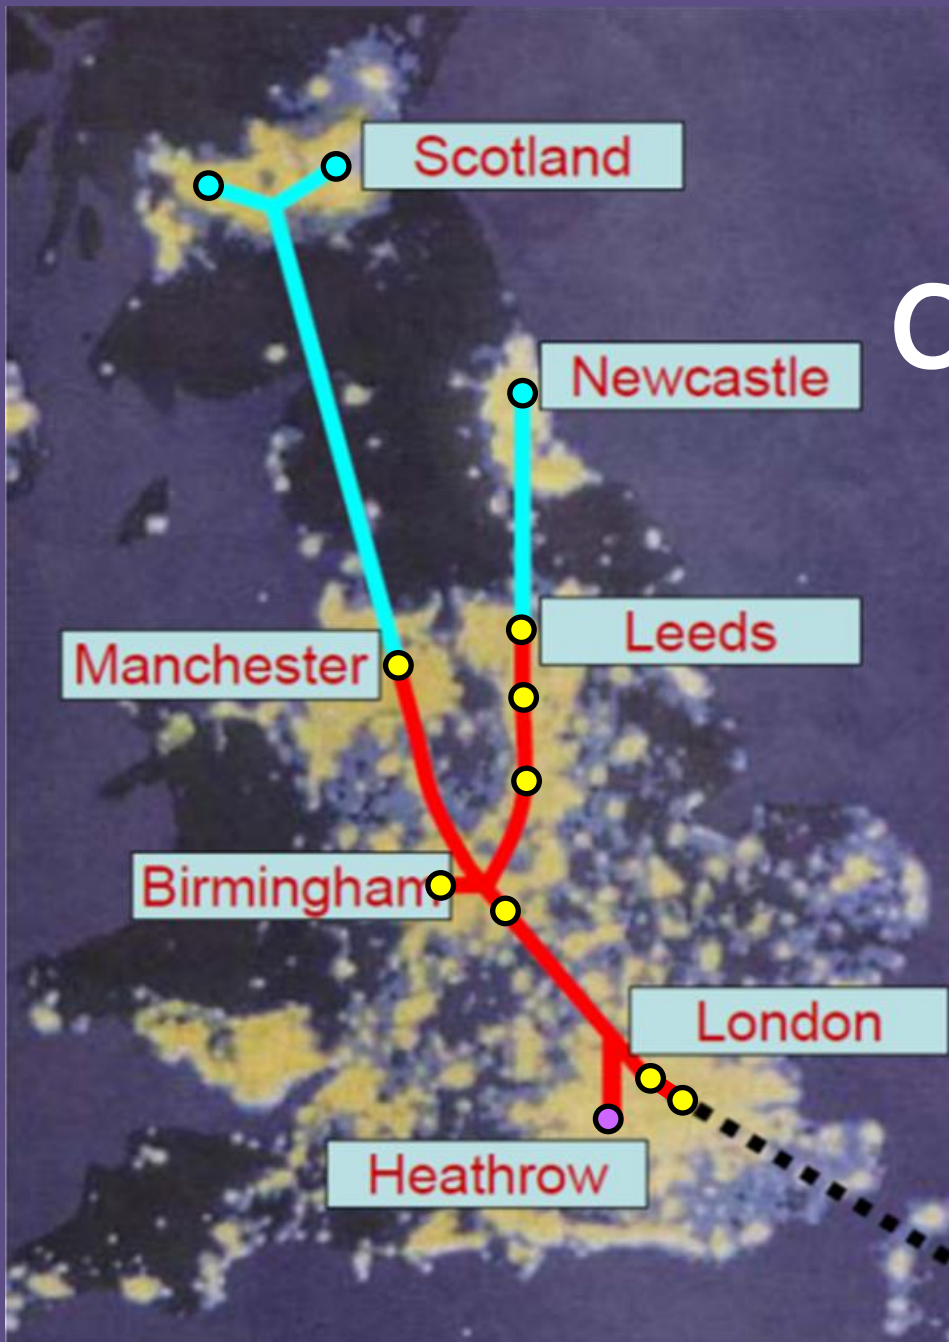 Scotland
Newcastle
Leeds
Manchester
Birmingham
London
Heathrow